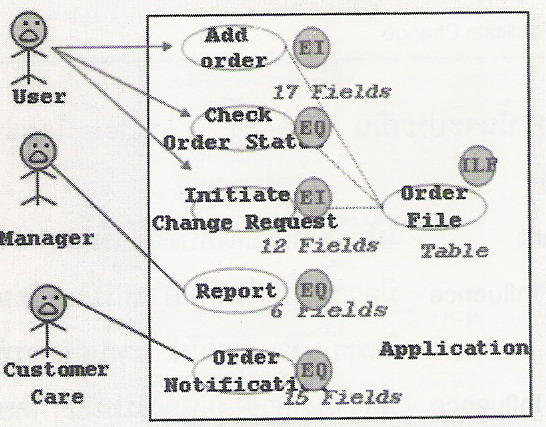 Add
order
EI
17 Fields
User
Check
Order Stat
EQ
ILF
Initiate
Change Request
EI
12 Fields
Order
File
Table
Manager
Report
EQ
6 Fields
Application
Customer
Care
Order
Notificati
EQ
15 Fields